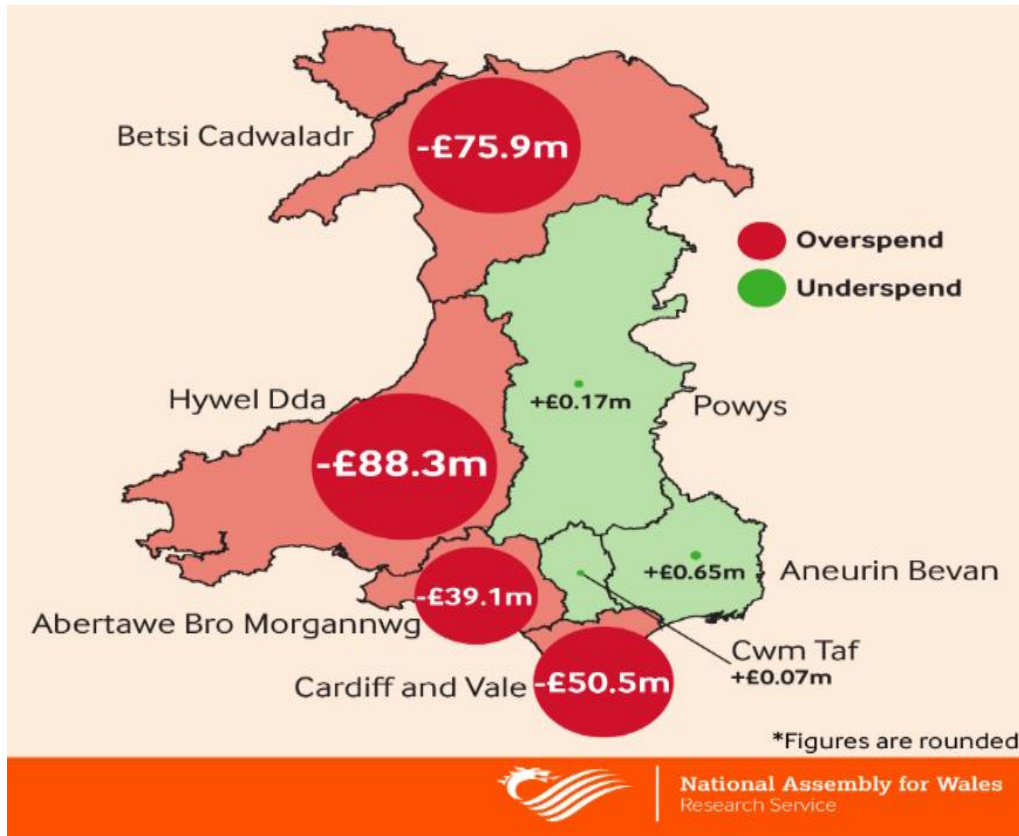 Betsi Cadwaladr
-£75.9m
Overspend
Underspend
Hywel Dda
+£0.17m
Powys
-£88.3m
+£0.65m
Aneurin Bevan
Abertawe Bro Morgannwg
-£39.1m
Cwm Taf
+£0.07m
Cardiff and Vale
-£50.5m
*Figures are rounded
National Assembly for Wales
Research Service